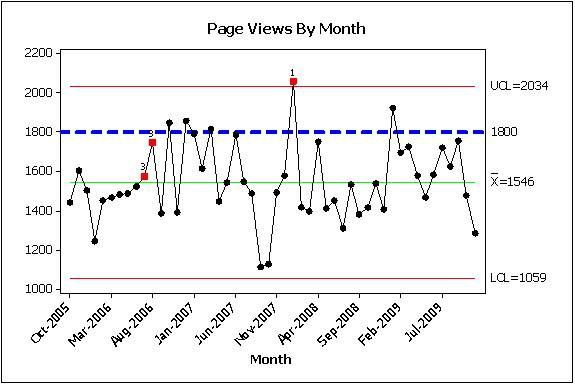 Page Views By Month
2200
2000
1800
1600
1400
1200
1000
1
3
3
UCL=2034
1800
X=1546
LCL=1059
Oct-2005
Mar-2006
Aug-2006
Jan-2007
Jun-2007
Nov-2007
Apr-2008
Sep-2008
Feb-2009
Jul-2009
Month